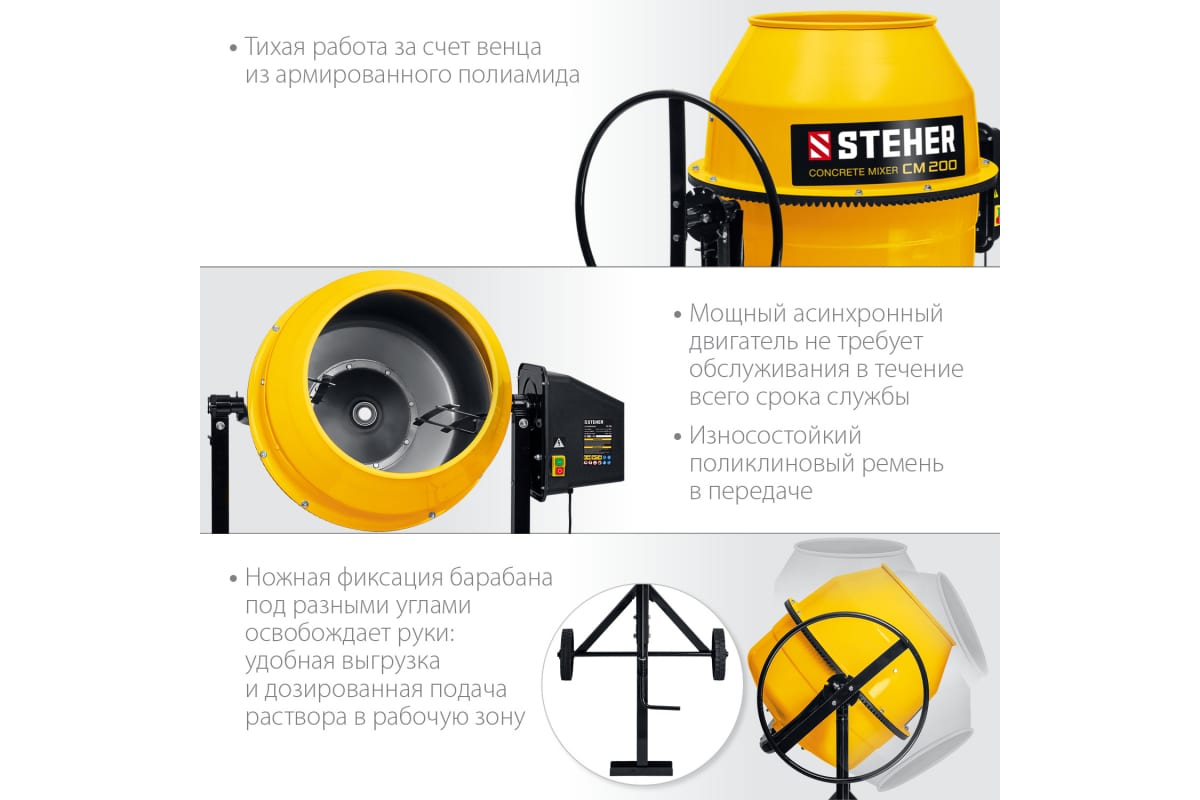 • Тихая работа за счет венца
из армированного полиамида
STEHER
CONCRETE MIXER CM 200
• Мощный асинхронный
двигатель не требует
обслуживания в течение
всего срока службы
• Износостойкий
поликлиновый ремень
в передаче
STEHER
• Ножная фиксация барабана
под разными углами
освобождает руки:
удобная выгрузка
и дозированная подача
раствора в рабочую зону